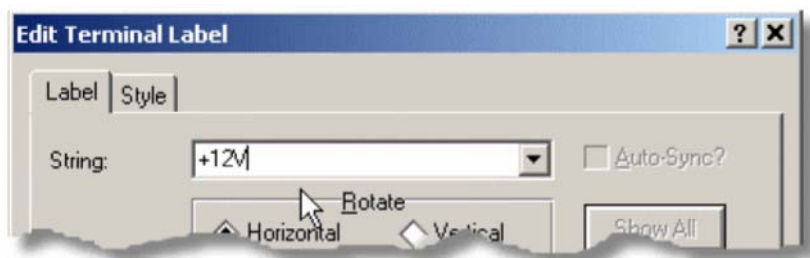 Edit Terminal Label
Label Style
String: +12V Auto-Sync?
Rotate
Horizontal Vertical Show All